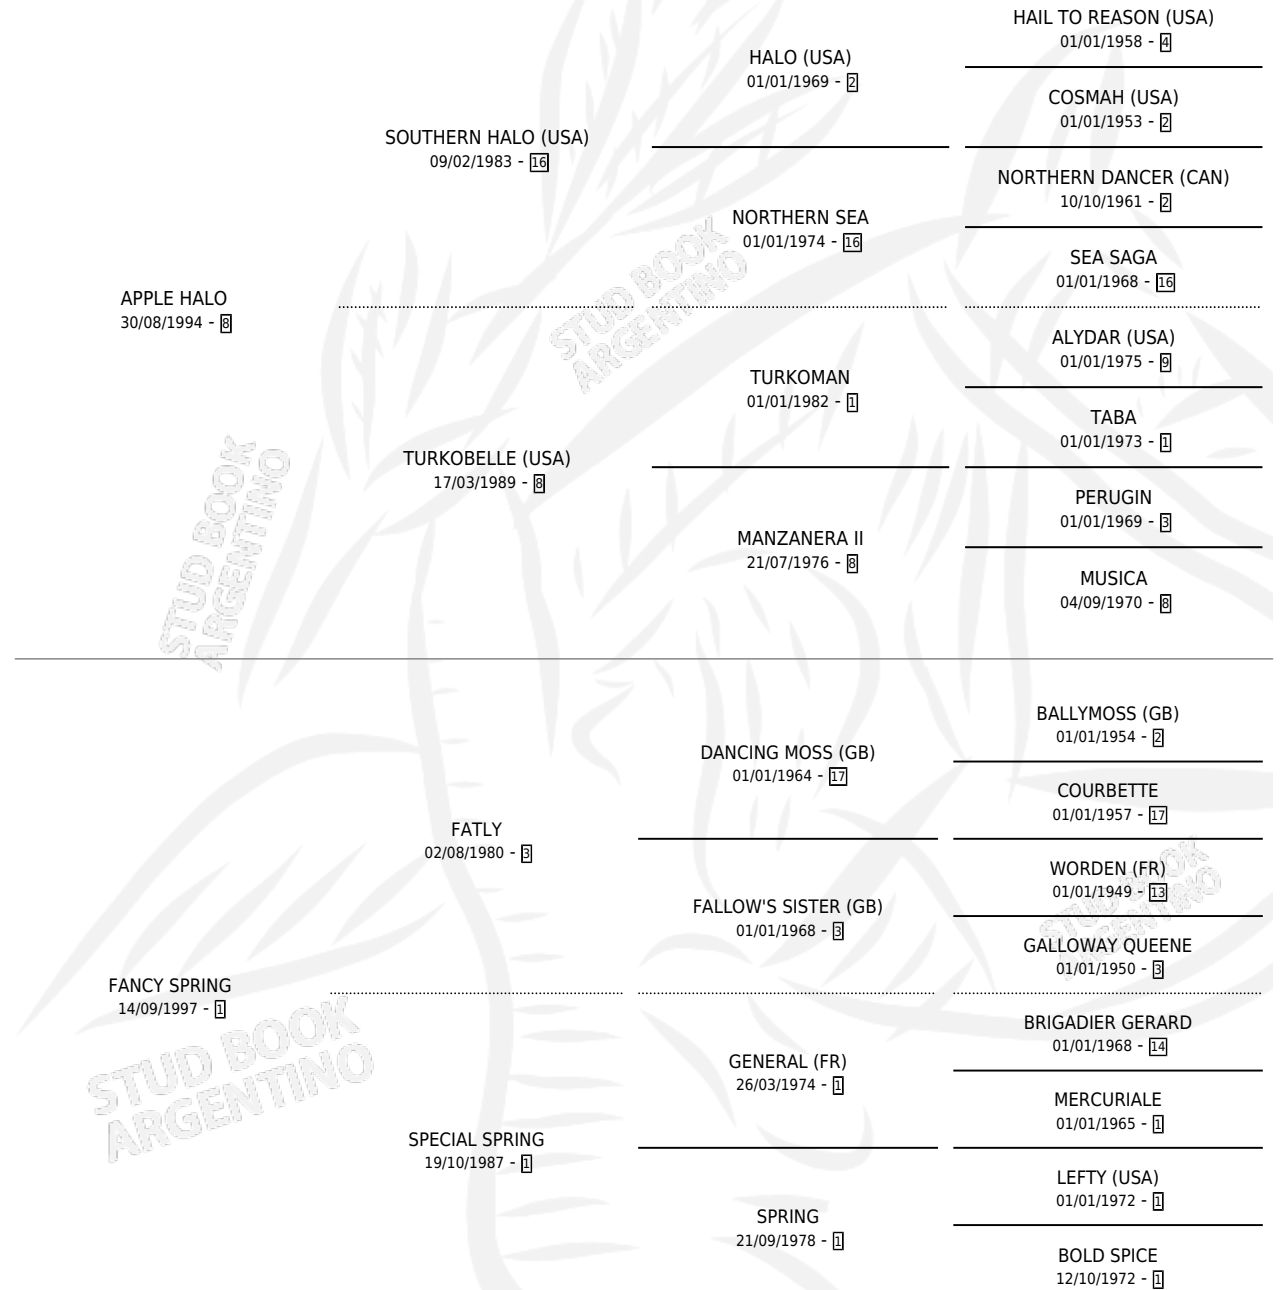 HAIL TO REASON (USA)
01/01/1958 - 4
HALO (USA)
01/01/1969 - 2
COSMAH (USA)
01/01/1953 - 2
SOUTHERN HALO (USA)
09/02/1983 - 16
NORTHERN DANCER (CAN)
10/10/1961 - 2
NORTHERN SEA
01/01/1974 - 16
SEA SAGA
01/01/1968 - 16
STUD BOOK
ARGENTINO
APPLE HALO
30/08/1994 - 8
ALYDAR (USA)
01/01/1975 - 9
TURKOMAN
01/01/1982 - 1
TABA
01/01/1973 - 1
TURKOBELLE (USA)
17/03/1989 - 8
PERUGIN
01/01/1969 - 3
MANZANERA II
21/07/1976 - 8
MUSICA
04/09/1970 - 8
STUD BOOK
ARGENTINO
BALLYMOSS (GB)
01/01/1954 - 2
DANCING MOSS (GB)
01/01/1964 - 17
COURBETTE
01/01/1957 - 17
FATLY
02/08/1980 - 3
WORDEN (FR)
01/01/1949 - 13
FALLOW'S SISTER (GB)
01/01/1968 - 3
GALLOWAY QUEENE
01/01/1950 - 3
STUD BOOK
ARGENTINO
FANCY SPRING
14/09/1997 - 1
BRIGADIER GERARD
01/01/1968 - 14
GENERAL (FR)
26/03/1974 - 1
MERCURIALE
01/01/1965 - 1
STUD BOOK
ARGENTINO
SPECIAL SPRING
19/10/1987 - 1
LEFTY (USA)
01/01/1972 - 1
SPRING
21/09/1978 - 1
BOLD SPICE
12/10/1972 - 1